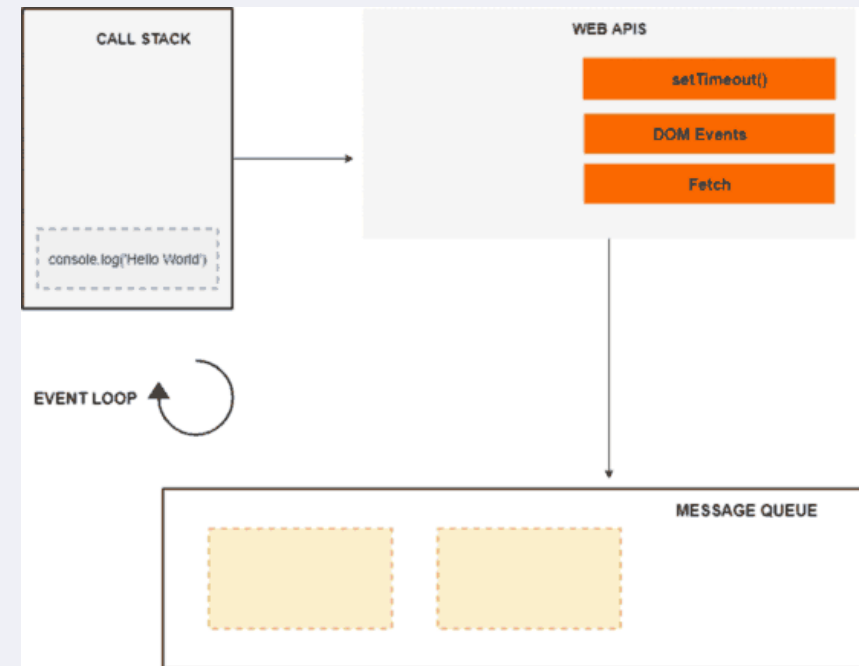 CALL STACK
console.log('Hello World')
WEB APIS
setTimeout()
DOM Events
Fetch
EVENT LOOP
MESSAGE QUEUE